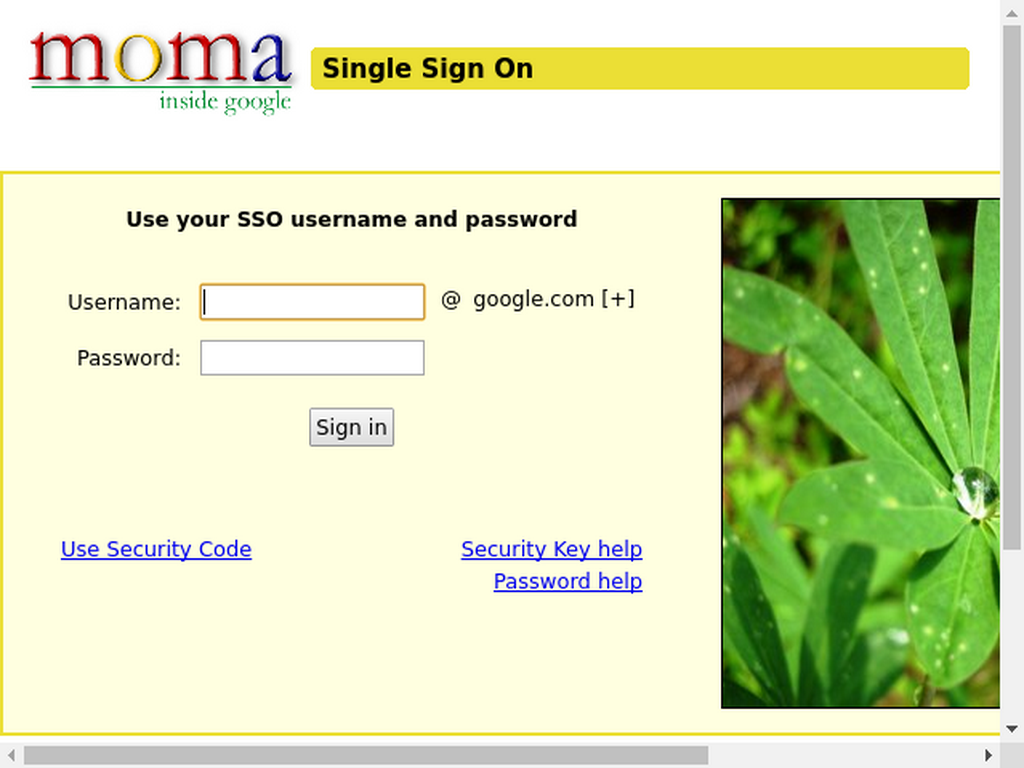 moma
inside google
Single Sign On
Use your SSO username and password
Username:
@ google.com [+]
Password:
Sign in
Use Security Code
Security Key help
Password help